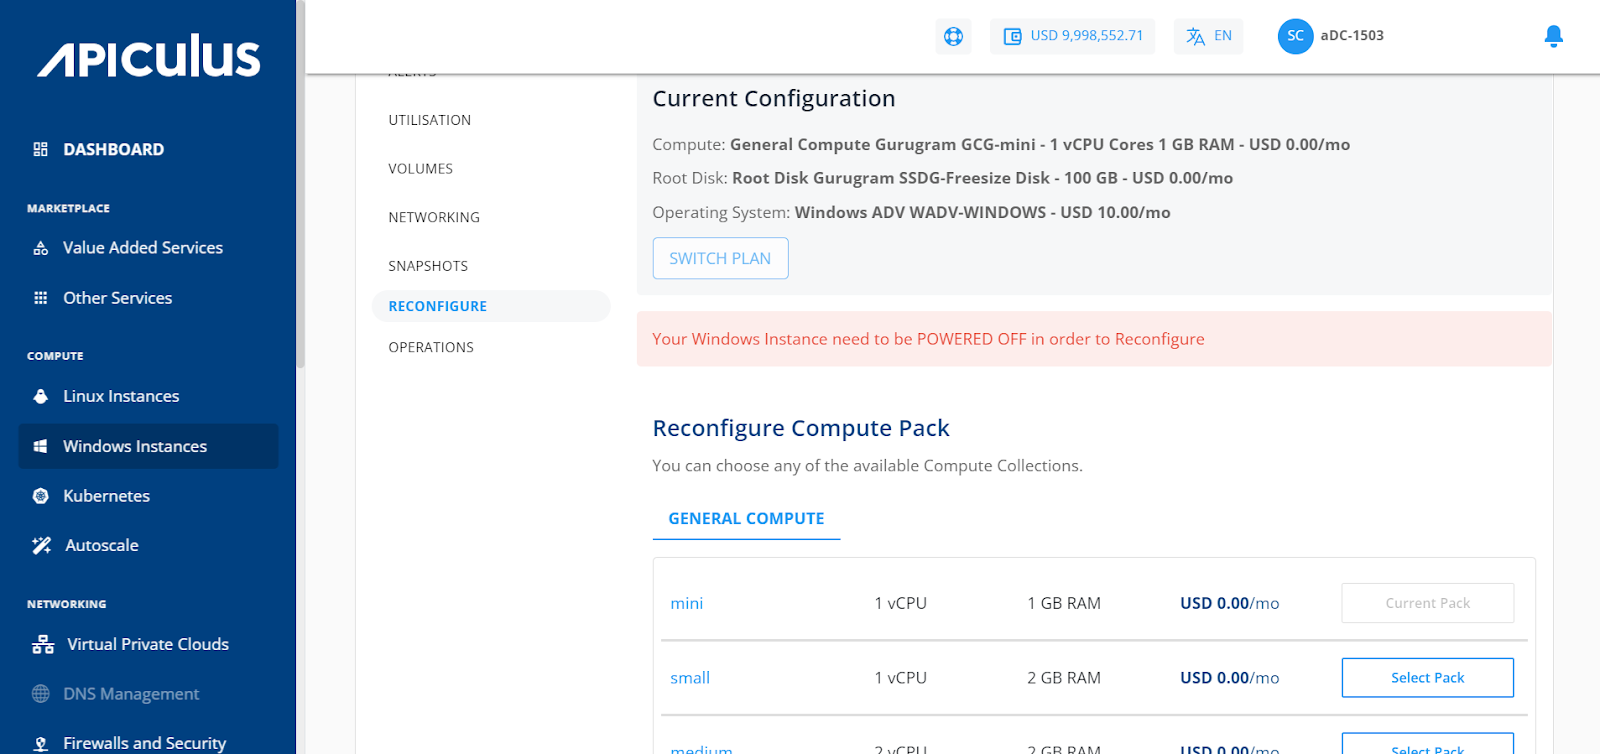 APICULUS
USD 9,998,552.71
EN
SC
aDC-1503
DASHBOARD
MARKETPLACE
Value Added Services
Other Services
COMPUTE
Linux Instances
Windows Instances
Kubernetes
Autoscale
NETWORKING
Virtual Private Clouds
DNS Management
Firewalls and Security
ALERTS
UTILISATION
VOLUMES
NETWORKING
SNAPSHOTS
RECONFIGURE
OPERATIONS
Current Configuration
Compute: General Compute Gurugram GCG-mini - 1 vCPU Cores 1 GB RAM - USD 0.00/mo
Root Disk: Root Disk Gurugram SSDG-Freesize Disk - 100 GB - USD 0.00/mo
Operating System: Windows ADV WADV-WINDOWS - USD 10.00/mo
SWITCH PLAN
Your Windows Instance need to be POWERED OFF in order to Reconfigure
Reconfigure Compute Pack
You can choose any of the available Compute Collections.
GENERAL COMPUTE
mini 1 vCPU 1 GB RAM USD 0.00/mo Current Pack
small 1 vCPU 2 GB RAM USD 0.00/mo Select Pack
medium 2 vCPU 2 GB RAM USD 0.00/mo Select Pack